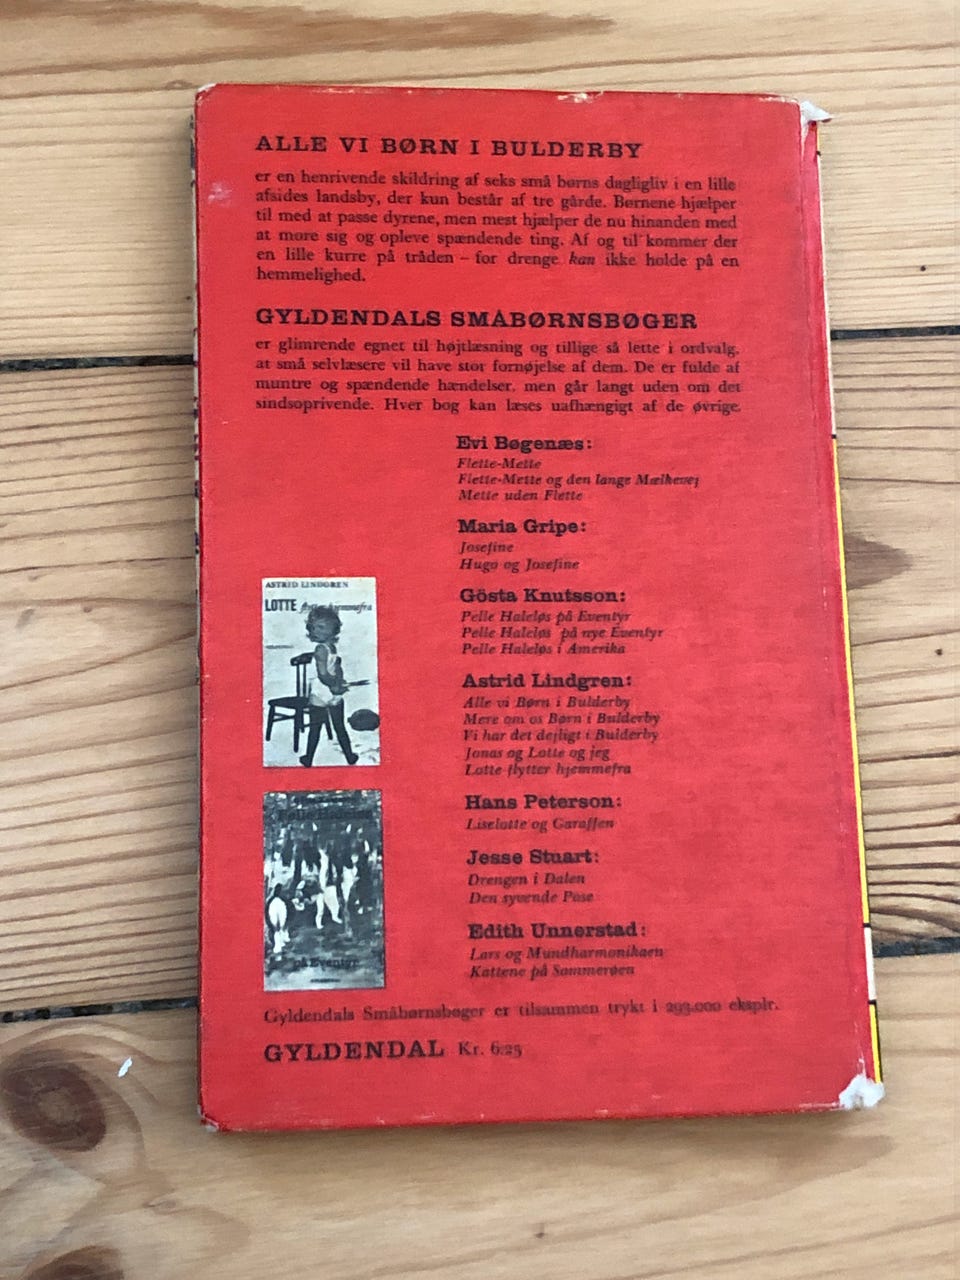 ALLE VI BØRN I BULDERBY
er en henrivende skildring af seks små børns dagligliv i en lille
afsides landsby, der kun består af tre gårde. Børnene hjælper
til med at passe dyrene, men mest hjælper de nu hinanden med
at more sig og opleve spændende ting. Af og til kommer der
en lille kurre på tråden – for drenge kan ikke holde på en
hemmelighed.
GYLDENDALS SMÅBØRNSBØGER
er glimrende egnet til højtlæsning og tillige så lette i ordvalg,
at små selvlæsere vil have stor fornøjelse af dem. De er fulde af
muntre og spændende hændelser, men går langt uden om det
sindsoprivende. Hver bog kan læses uafhængigt af de øvrige.
Evi Bøgenæs:
Flette-Mette
Flette-Mette og den lange Mælkevej
Mette uden Flette
Maria Gripe:
Josefine
Hugo og Josefine
Gösta Knutsson:
Pelle Haleløs på Eventyr
Pelle Haleløs på nye Eventyr
Pelle Haleløs i Amerika
Astrid Lindgren:
Alle vi Børn i Bulderby
Mere om os Børn i Bulderby
Vi har det dejligt i Bulderby
Jonas og Lotte og jeg
Lotte flytter hjemmefra
Hans Peterson:
Liselotte og Garaffen
Jesse Stuart:
Drengen i Dalen
Den syvende Pose
Edith Unnerstad:
Lars og Mundharmonikaen
Kattene på Sommerøen
ASTRID LINDGREN
LOTTE flytter hjemmefra
Pelle Haleløs
på Eventyr
Gyldendals Småbørnsbøger er tilsammen trykt i 293.000 eksplr.
GYLDENDAL Kr. 6.25